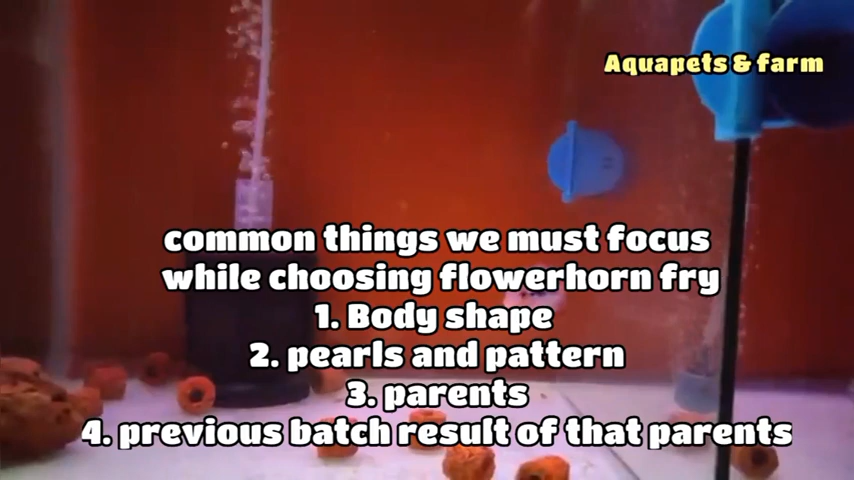 Aquapets & farm
common things we must focus
while choosing flowerhorn fry
1. Body shape
2. pearls and pattern
3. parents
4. previous batch result of that parents